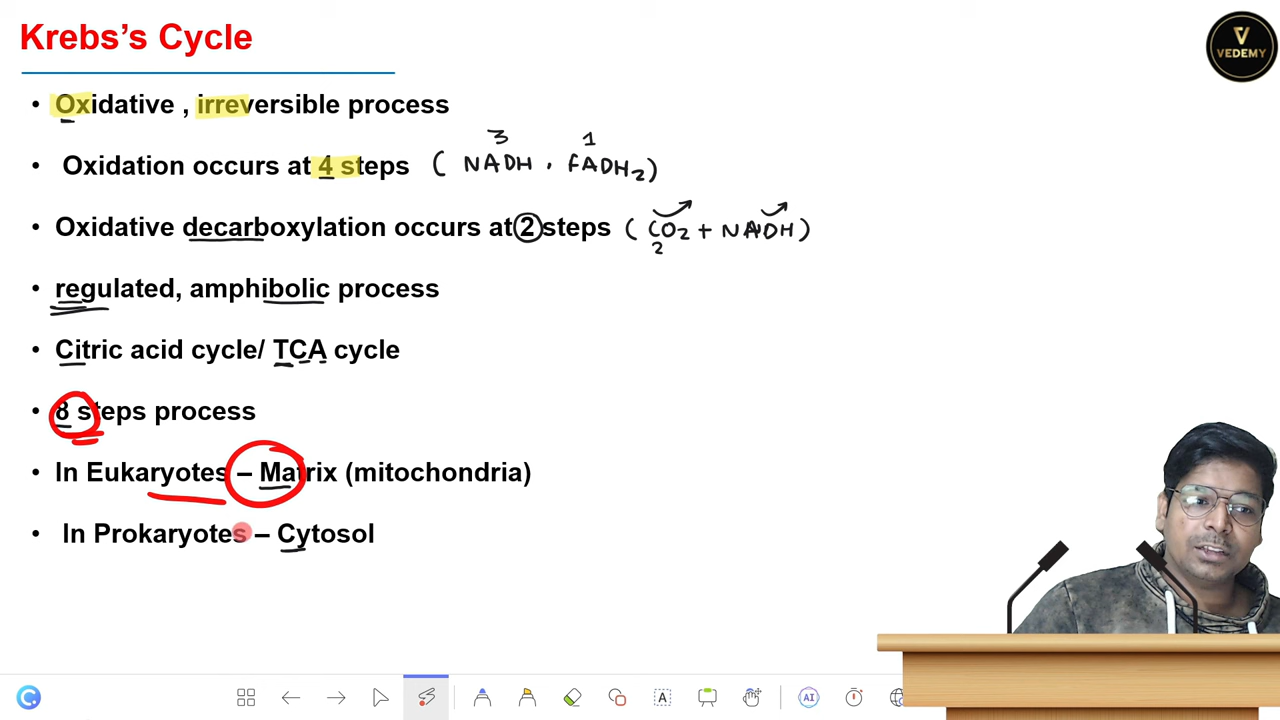 Krebs's Cycle
VEDEMY
• Oxidative , irreversible process
3 1
• Oxidation occurs at 4 steps ( NADH , FADH2)
• Oxidative decarboxylation occurs at 2 steps ( CO2 + NADH)
2
• regulated, amphibolic process
• Citric acid cycle/ TCA cycle
• 8 steps process
• In Eukaryotes – Matrix (mitochondria)
• In Prokaryotes – Cytosol
A AI